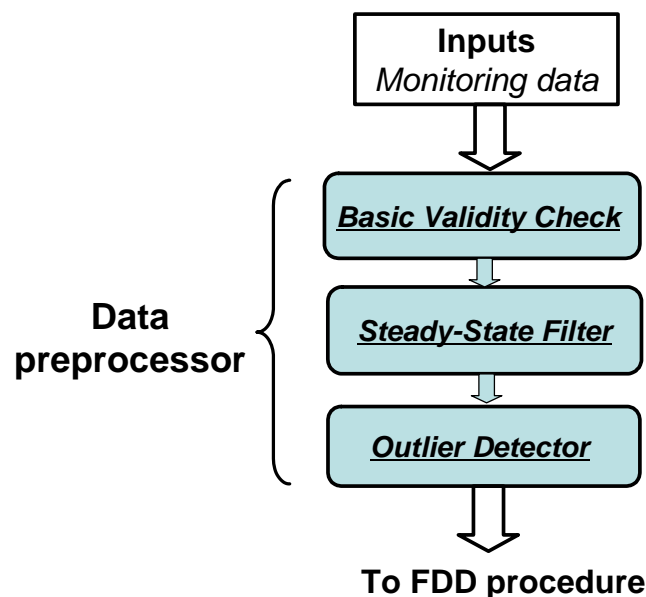 Inputs
Monitoring data
Basic Validity Check
Steady-State Filter
Data
preprocessor
Outlier Detector
To FDD procedure